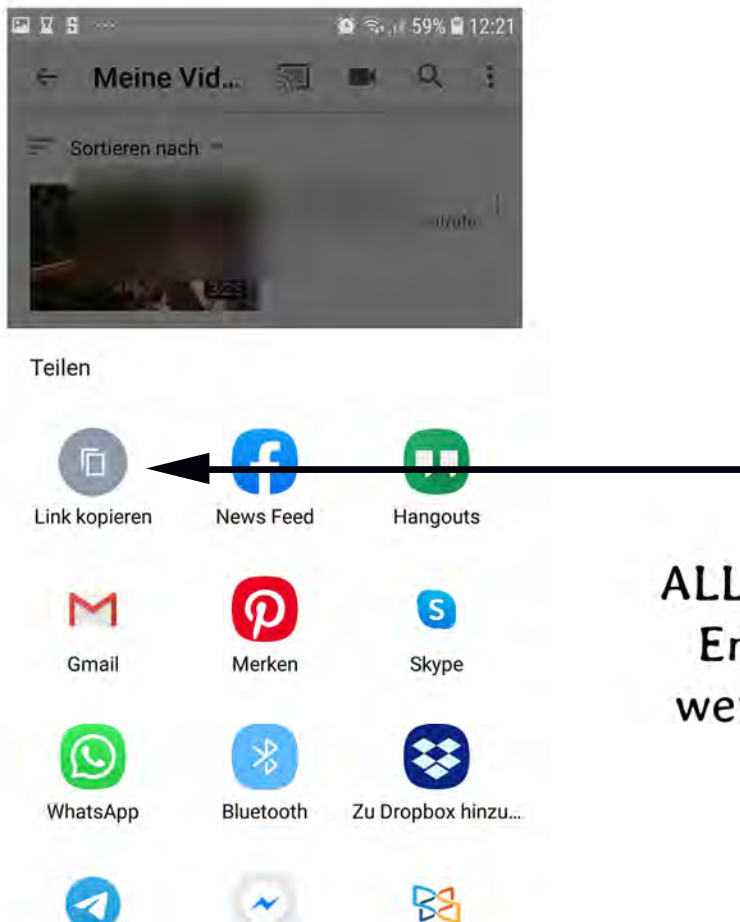 59% 12:21
Meine Vid...
Sortieren nach
Teilen
Link kopieren News Feed Hangouts
Gmail Merken Skype
WhatsApp Bluetooth Zu Dropbox hinzu...
ALL